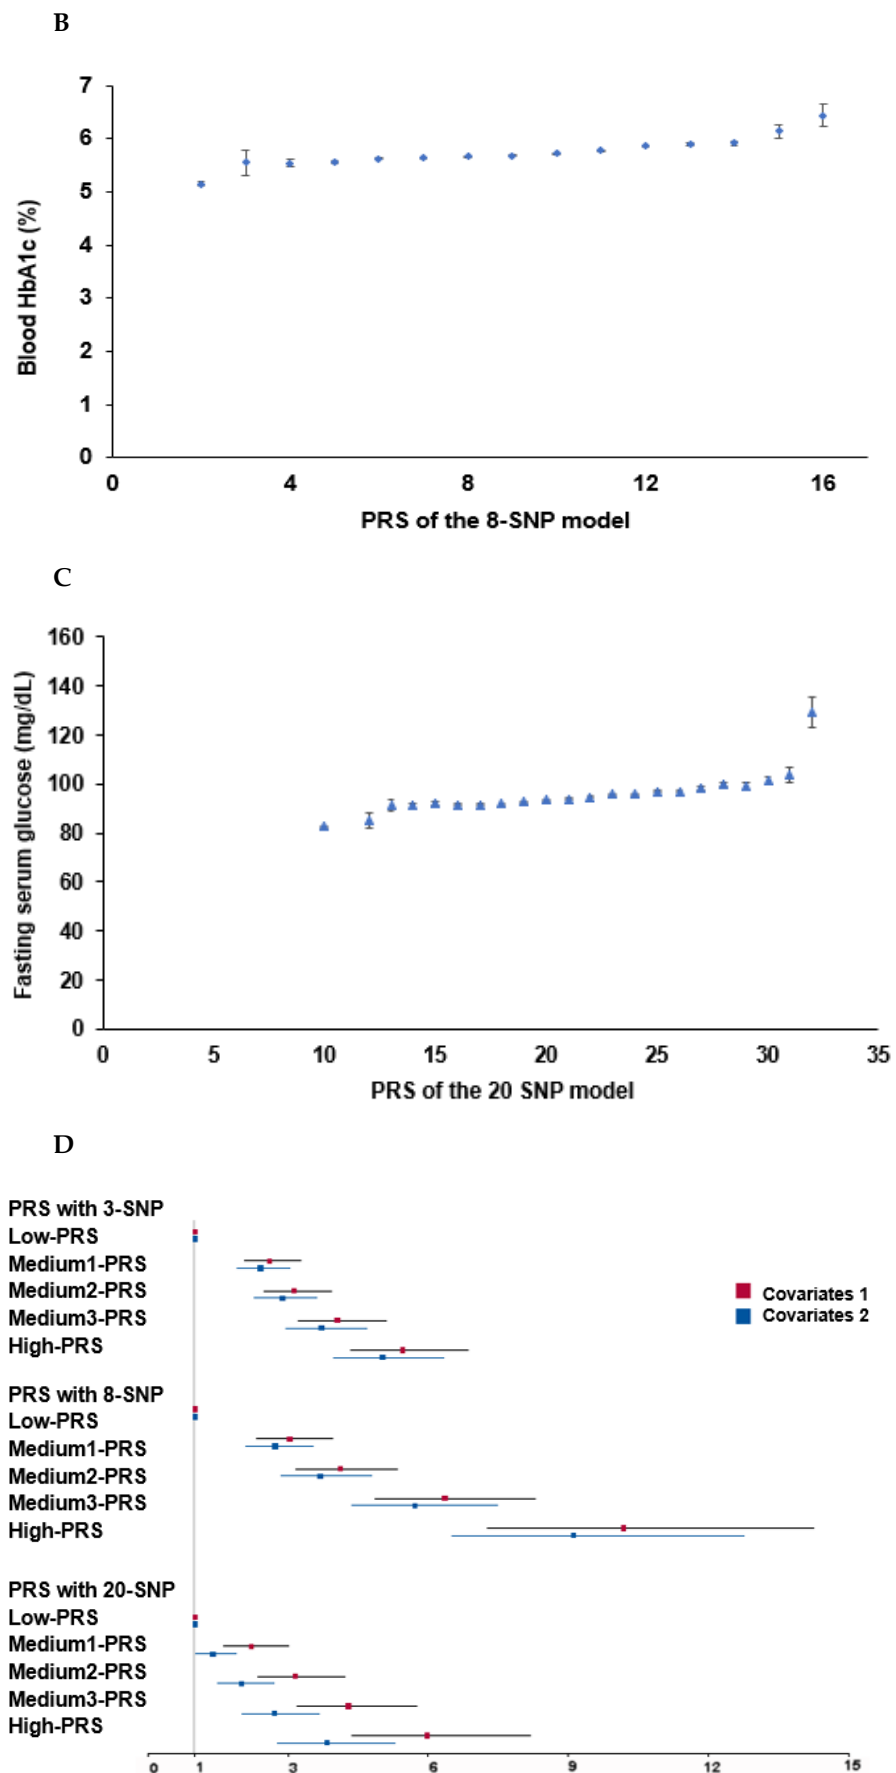 B
7
6
5
4
3
2
1
0
0 4 8 12 16
Blood HbA1c (%)
PRS of the 8-SNP model
C
160
140
120
100
80
60
40
20
0
0 5 10 15 20 25 30 35
Fasting serum glucose (mg/dL)
PRS of the 20 SNP model
D
PRS with 3-SNP
Low-PRS
Medium1-PRS
Medium2-PRS
Medium3-PRS
High-PRS
Covariates 1
Covariates 2
PRS with 8-SNP
Low-PRS
Medium1-PRS
Medium2-PRS
Medium3-PRS
High-PRS
PRS with 20-SNP
Low-PRS
Medium1-PRS
Medium2-PRS
Medium3-PRS
High-PRS
0 1 3 6 9 12 15